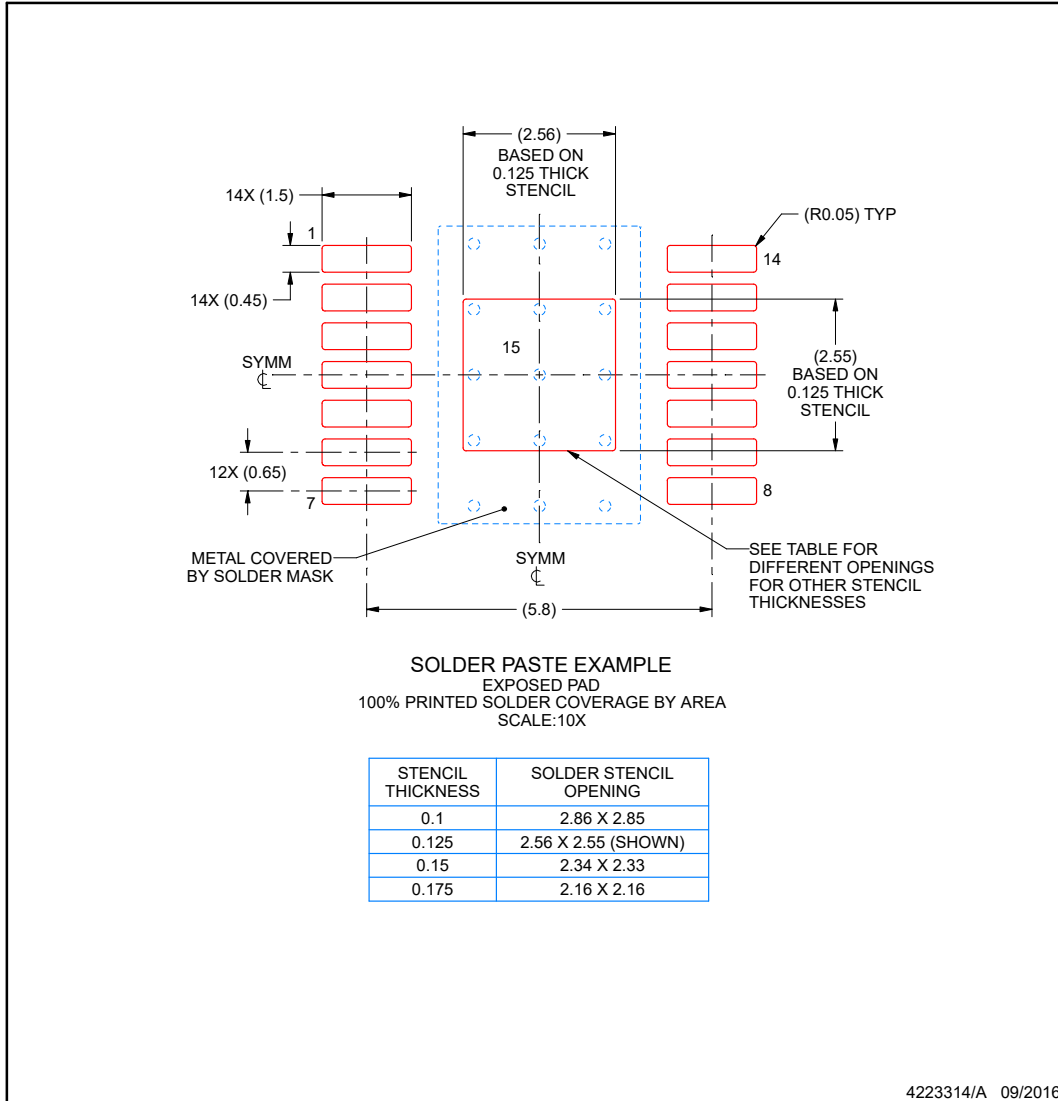 (2.56)
BASED ON
0.125 THICK
STENCIL
14X (1.5)
(R0.05) TYP
1
14
14X (0.45)
15
SYMM
℄
(2.55)
BASED ON
0.125 THICK
STENCIL
12X (0.65)
7
8
METAL COVERED
BY SOLDER MASK
SYMM
℄
SEE TABLE FOR
DIFFERENT OPENINGS
FOR OTHER STENCIL
THICKNESSES
(5.8)
SOLDER PASTE EXAMPLE
EXPOSED PAD
100% PRINTED SOLDER COVERAGE BY AREA
SCALE:10X
STENCIL
THICKNESS
SOLDER STENCIL
OPENING
0.1
2.86 X 2.85
0.125
2.56 X 2.55 (SHOWN)
0.15
2.34 X 2.33
0.175
2.16 X 2.16
4223314/A 09/2016